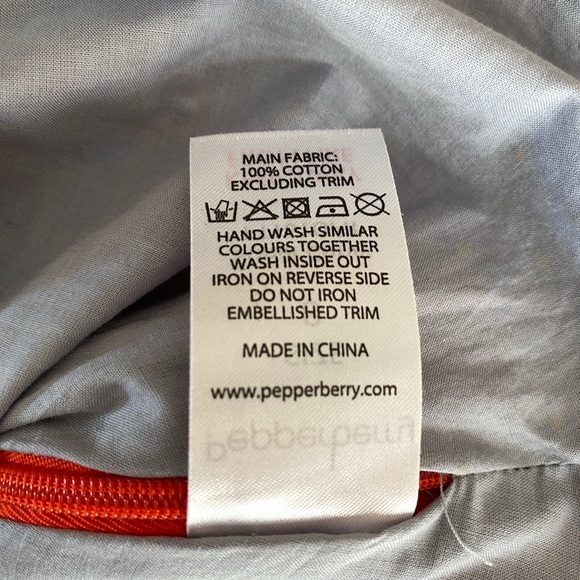 MAIN FABRIC:
100% COTTON
EXCLUDING TRIM
HAND WASH SIMILAR
COLOURS TOGETHER
WASH INSIDE OUT
IRON ON REVERSE SIDE
DO NOT IRON
EMBELLISHED TRIM
MADE IN CHINA
www.pepperberry.com
Pepperberry